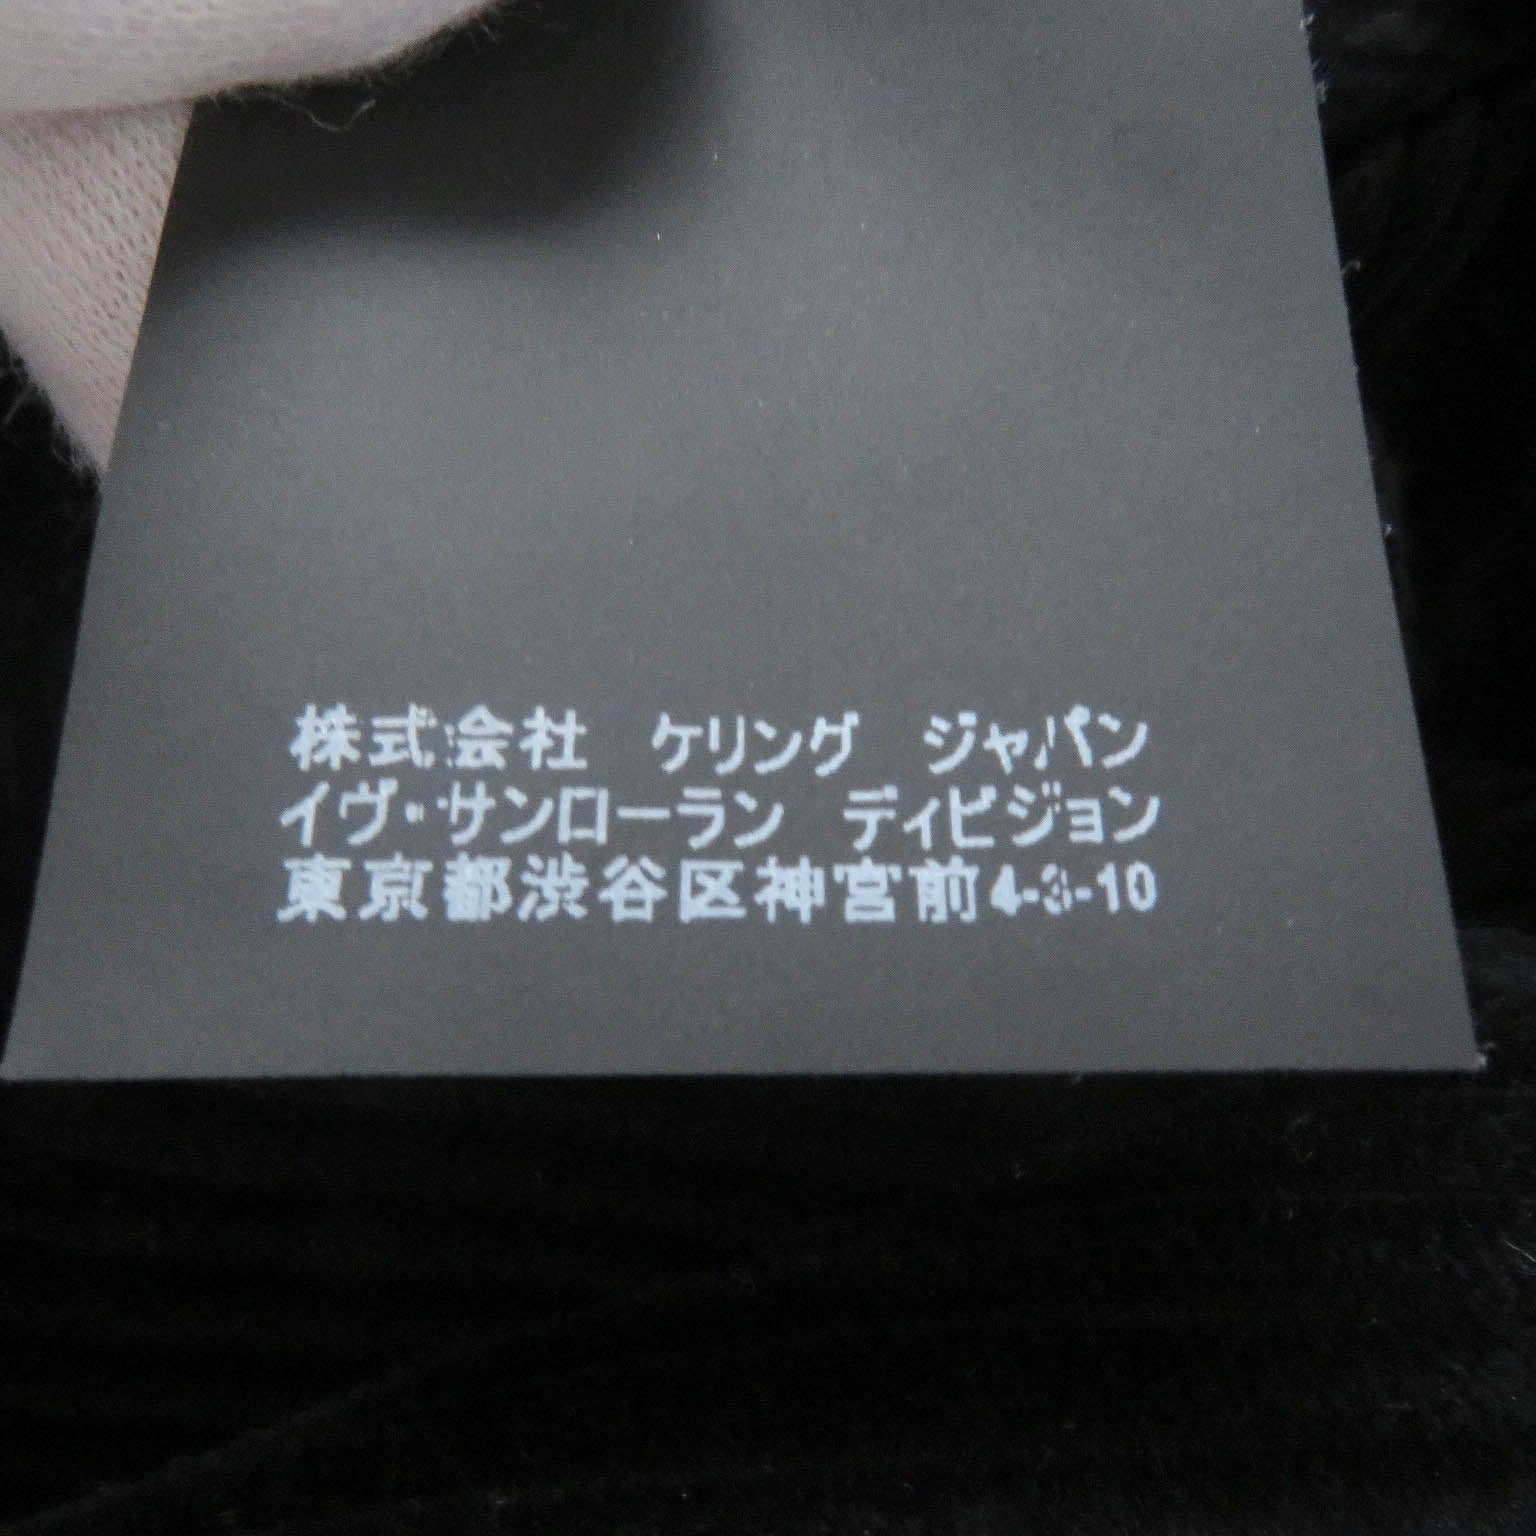 株式会社 ケリング ジャパン
イヴ・サンローラン ディビジョン
東京都渋谷区神宮前4-3-10